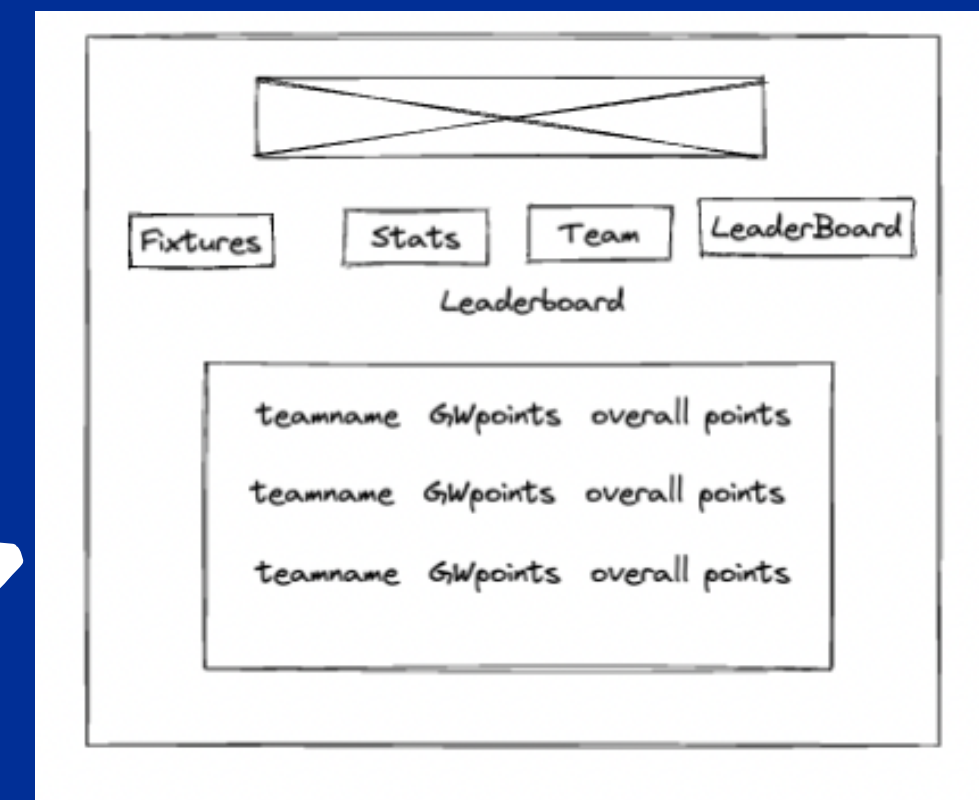 Fixtures Stats Team LeaderBoard
Leaderboard
teamname GWpoints overall points
teamname GWpoints overall points
teamname GWpoints overall points